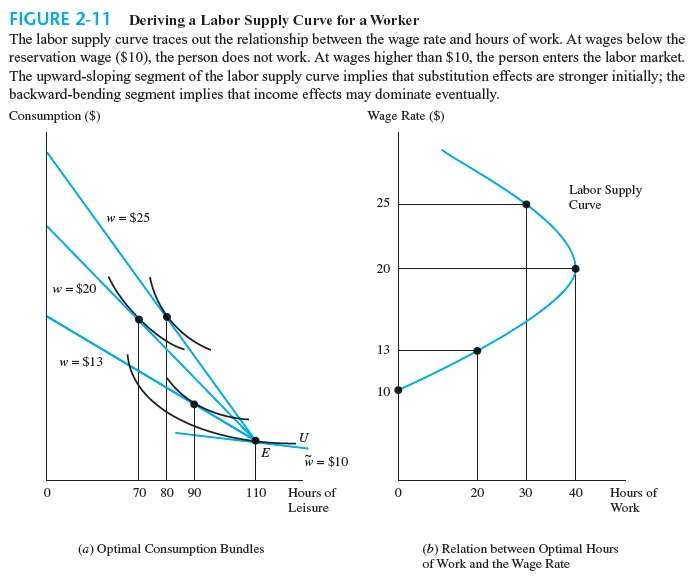 FIGURE 2-11 Deriving a Labor Supply Curve for a Worker
The labor supply curve traces out the relationship between the wage rate and hours of work. At wages below the
reservation wage ($10), the person does not work. At wages higher than $10, the person enters the labor market.
The upward-sloping segment of the labor supply curve implies that substitution effects are stronger initially; the
backward-bending segment implies that income effects may dominate eventually.
Consumption ($)
w = $25
w = $20
w = $13
U
E
w̃ = $10
0 70 80 90 110 Hours of
Leisure
(a) Optimal Consumption Bundles
Wage Rate ($)
Labor Supply
Curve
25
20
13
10
0 20 30 40 Hours of
Work
(b) Relation between Optimal Hours
of Work and the Wage Rate